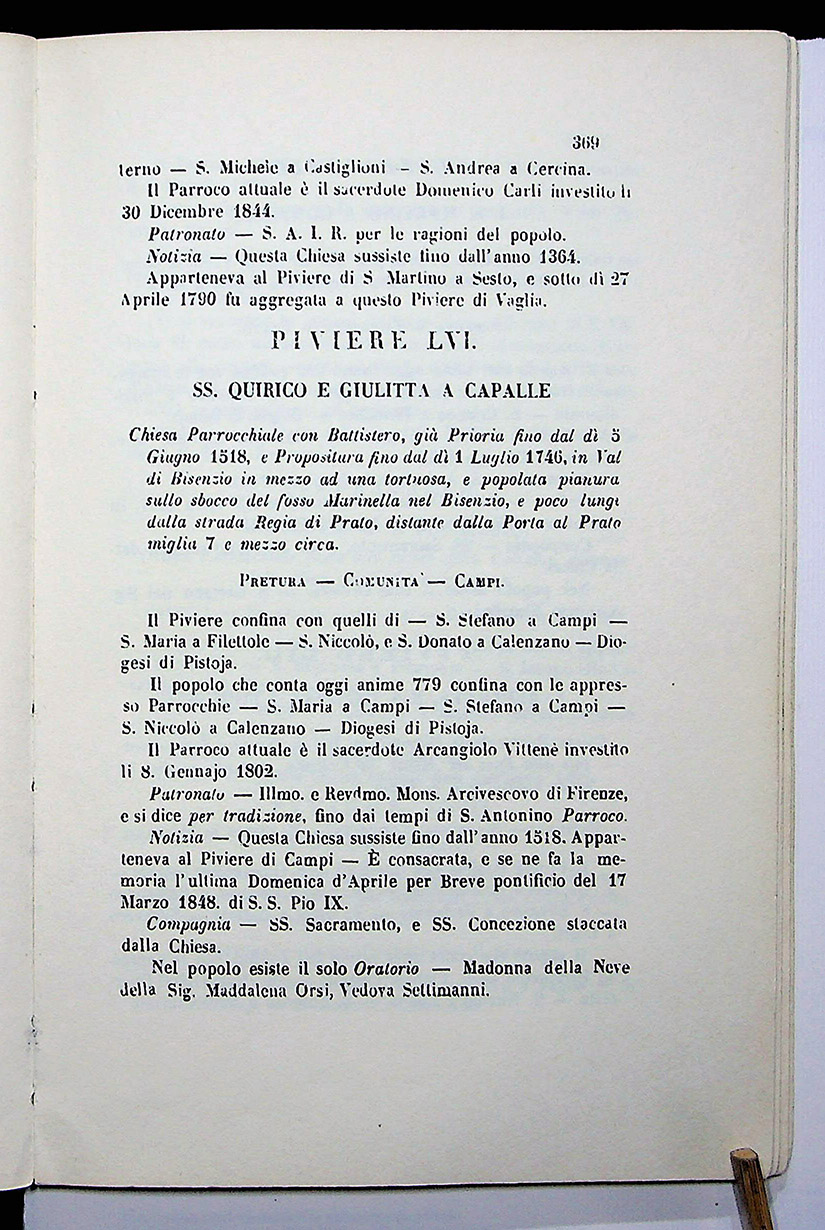 369
terno — S. Michele a Castiglioni – S. Andrea a Cercina.
Il Parroco attuale è il sacerdote Domenico Carli investito li
30 Dicembre 1844.
Patronato — S. A. I. R. per le ragioni del popolo.
Notizia — Questa Chiesa sussiste fino dall'anno 1364.
Apparteneva al Piviere di S Martino a Sesto, e sotto dì 27
Aprile 1790 fu aggregata a questo Piviere di Vaglia.
PIVIERE LVI.
SS. QUIRICO E GIULITTA A CAPALLE
Chiesa Parrocchiale con Battistero, già Prioria fino dal dì 5
Giugno 1518, e Propositura fino dal dì 1 Luglio 1746, in Val
di Bisenzio in mezzo ad una tortuosa, e popolata pianura
sullo sbocco del fosso Marinella nel Bisenzio, e poco lungi
dalla strada Regia di Prato, distante dalla Porta al Prato
miglia 7 e mezzo circa.
PRETURA — COMUNITA' — CAMPI.
Il Piviere confina con quelli di — S. Stefano a Campi —
S. Maria a Filettole — S. Niccolò, e S. Donato a Calenzano — Dio-
gesi di Pistoja.
Il popolo che conta oggi anime 779 confina con le appres-
so Parrocchie — S. Maria a Campi — S. Stefano a Campi —
S. Niccolò a Calenzano — Diogesi di Pistoja.
Il Parroco attuale è il sacerdote Arcangiolo Vittenè investito
li 8. Gennajo 1802.
Patronato — Illmo. e Revdmo. Mons. Arcivescovo di Firenze,
e si dice per tradizione, fino dai tempi di S. Antonino Parroco.
Notizia — Questa Chiesa sussiste fino dall'anno 1518. Appar-
teneva al Piviere di Campi — È consacrata, e se ne fa la me-
moria l'ultima Domenica d'Aprile per Breve pontificio del 17
Marzo 1848. di S. S. Pio IX.
Compagnia — SS. Sacramento, e SS. Concezione staccata
dalla Chiesa.
Nel popolo esiste il solo Oratorio — Madonna della Neve
della Sig. Maddalena Orsi, Vedova Settimanni.